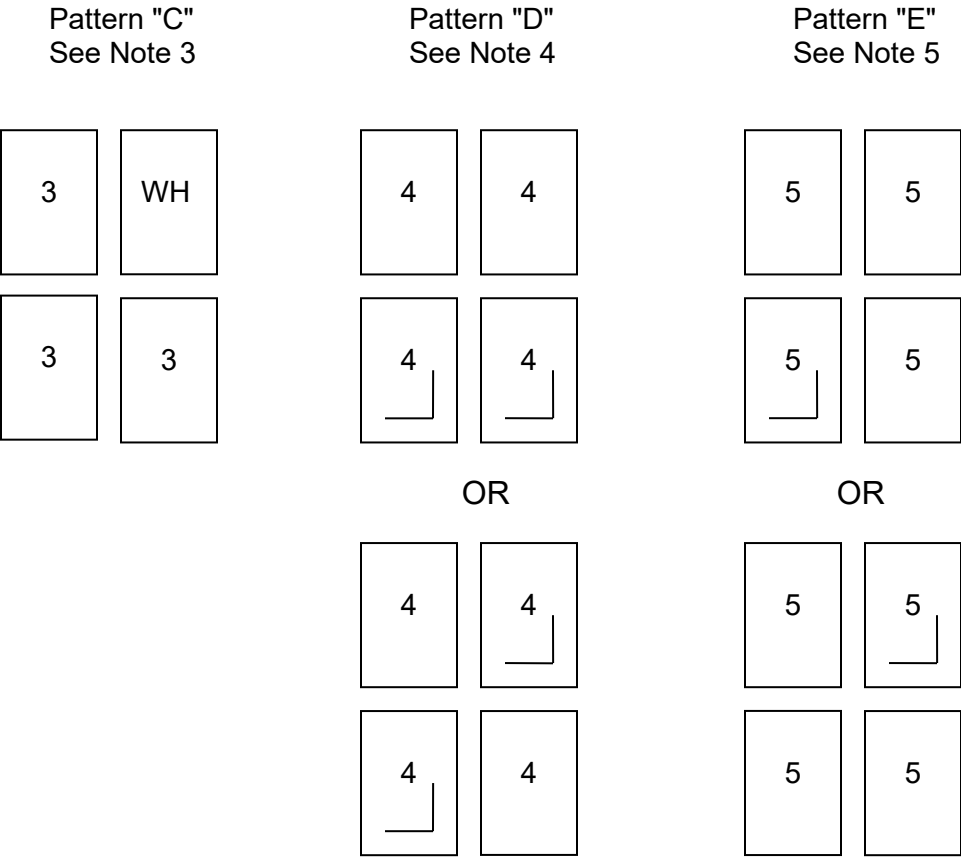 Pattern "C"
See Note 3
Pattern "D"
See Note 4
Pattern "E"
See Note 5
3 WH
4 4
5 5
3 3
4 4
5 5
OR
OR
4 4
5 5
4 4
5 5